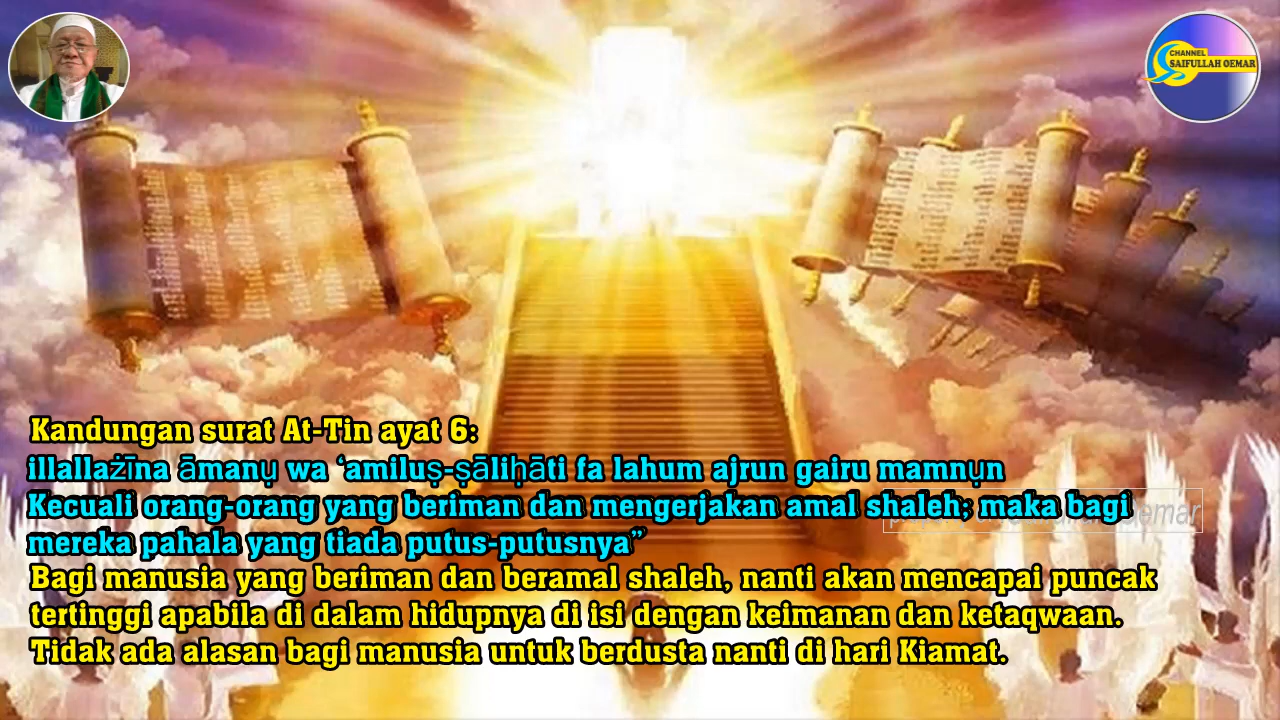 CHANNEL
SAIFULLAH OEMAR
Kandungan surat At-Tin ayat 6:
illallażīna āmanụ wa ‘amiluṣ-ṣāliḥāti fa lahum ajrun gairu mamnụn
Kecuali orang-orang yang beriman dan mengerjakan amal shaleh; maka bagi
mereka pahala yang tiada putus-putusnya”
Bagi manusia yang beriman dan beramal shaleh, nanti akan mencapai puncak
tertinggi apabila di dalam hidupnya di isi dengan keimanan dan ketaqwaan.
Tidak ada alasan bagi manusia untuk berdusta nanti di hari Kiamat.